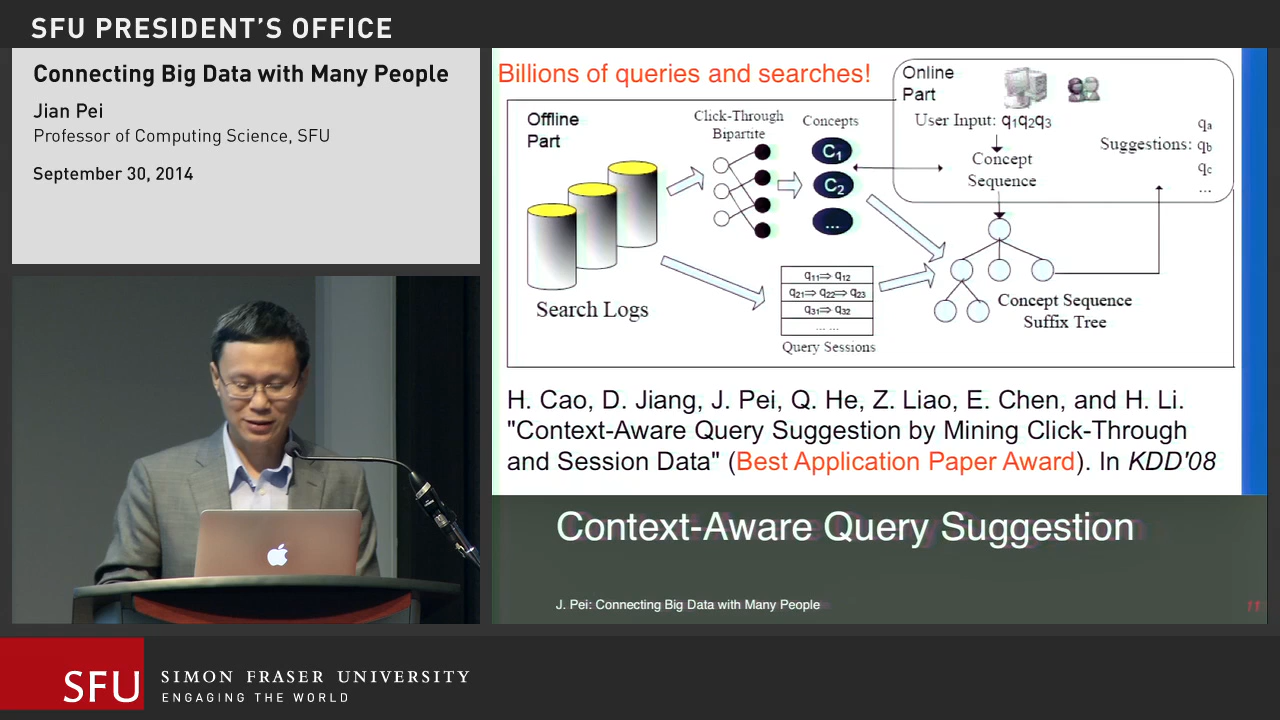 SFU PRESIDENT'S OFFICE
Connecting Big Data with Many People
Jian Pei
Professor of Computing Science, SFU
September 30, 2014
Billions of queries and searches!
Offline
Part
Click-Through
Bipartite
Concepts
C1
C2
...
Search Logs
q11⇒ q12
q21⇒ q22⇒ q23
q31⇒ q32
... ...
Query Sessions
Online
Part
User Input: q1q2q3
Concept
Sequence
Suggestions:
qa
qb
qc
...
Concept Sequence
Suffix Tree
H. Cao, D. Jiang, J. Pei, Q. He, Z. Liao, E. Chen, and H. Li.
"Context-Aware Query Suggestion by Mining Click-Through
and Session Data" (Best Application Paper Award). In KDD'08
Context-Aware Query Suggestion
J. Pei: Connecting Big Data with Many People
11
SFU
SIMON FRASER UNIVERSITY
ENGAGING THE WORLD